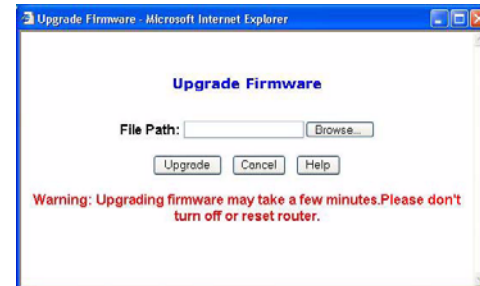 Upgrade Firmware - Microsoft Internet Explorer
Upgrade Firmware
File Path: Browse...
Upgrade Cancel Help
Warning: Upgrading firmware may take a few minutes.Please don't
turn off or reset router.